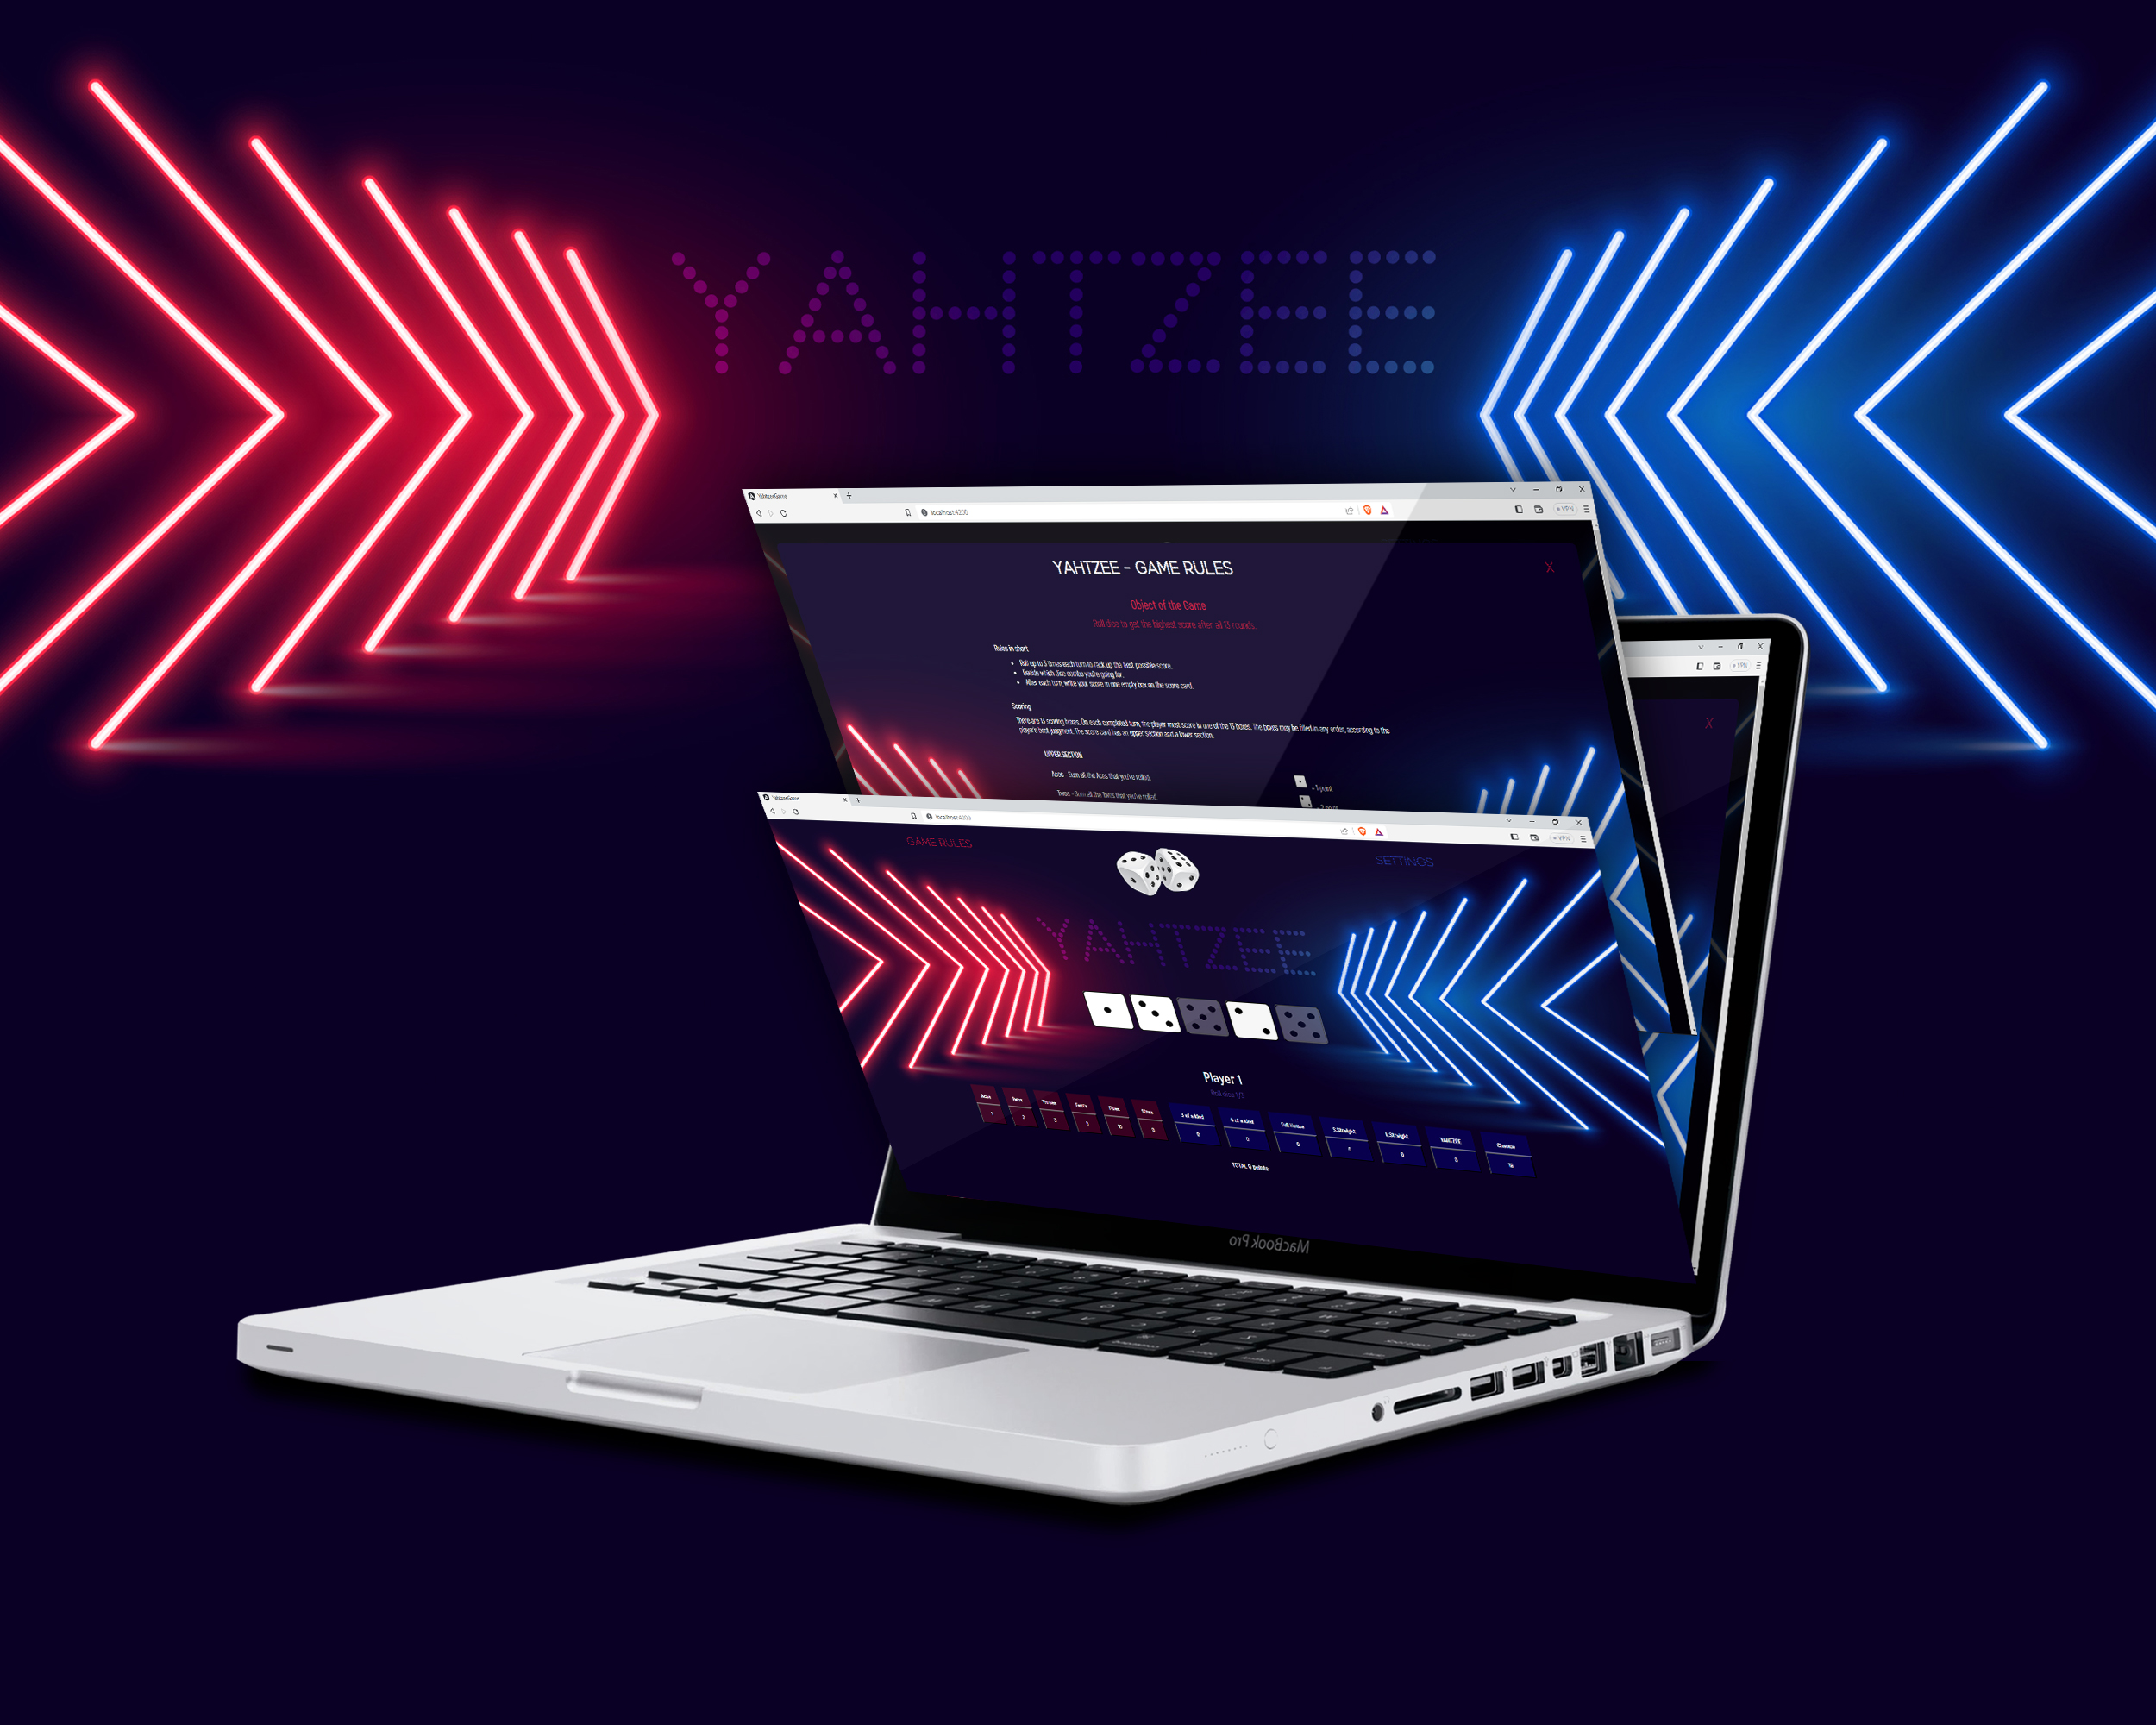 YAHTZEE
YahtzeeGame
localhost:4200
VPN
YAHTZEE - GAME RULES
X
Object of the Game
Roll dice to get the highest score after all 13 rounds.
Rules in short
Roll up to 3 times each turn to rack up the best possible score.
Decide which dice combo you're going for.
After each turn, write your score in one empty box on the score card.
Scoring
There are 13 scoring boxes. On each completed turn, the player must score in one of the 13 boxes. The boxes may be filled in any order, according to the
player's best judgment. The score card has an upper section and a lower section.
UPPER SECTION
Aces - Sum all the Aces that you've rolled.
= 1 point
Twos - Sum all the Twos that you've rolled.
VPN
X
YahtzeeGame
localhost:4200
VPN
GAME RULES
SETTINGS
YAHTZEE
Player 1
Roll dice 1/3
Aces Twos Threes Fours Fives Sixes 3 of a kind 4 of a kind Full House S.Straight L.Straight YAHTZEE Chance
1 2 3 0 10 0 0 0 0 0 0 0 16
TOTAL 0 points
MacBook Pro